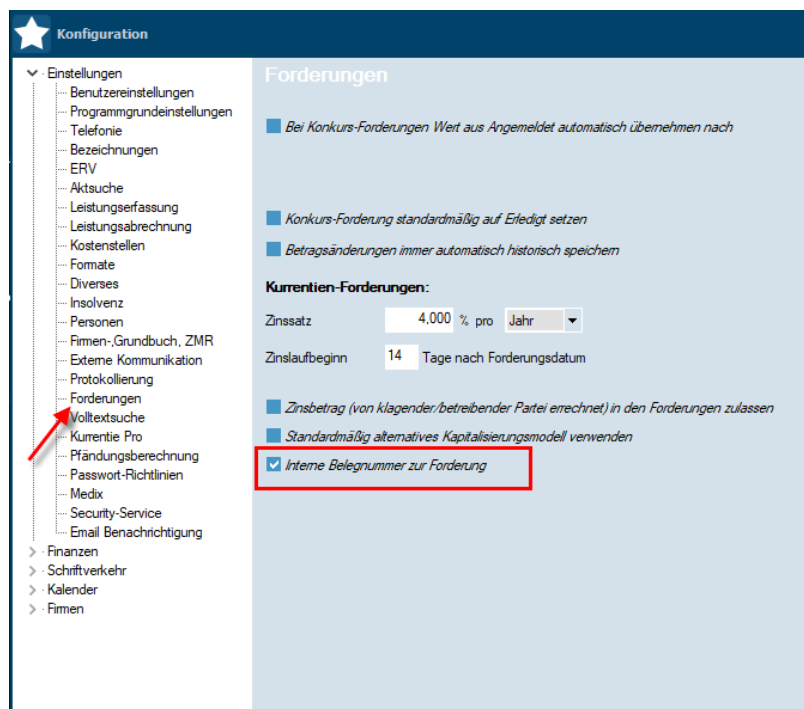 Konfiguration
Einstellungen
Benutzereinstellungen
Programmgrundeinstellungen
Telefonie
Bezeichnungen
ERV
Aktsuche
Leistungserfassung
Leistungsabrechnung
Kostenstellen
Formate
Diverses
Insolvenz
Personen
Firmen-,Grundbuch, ZMR
Externe Kommunikation
Protokollierung
Forderungen
Volltextsuche
Kurrentie Pro
Pfändungsberechnung
Passwort-Richtlinien
Medix
Security-Service
Email Benachrichtigung
Finanzen
Schriftverkehr
Kalender
Firmen
Forderungen
Bei Konkurs-Forderungen Wert aus Angemeldet automatisch übernehmen nach
Konkurs-Forderung standardmäßig auf Erledigt setzen
Betragsänderungen immer automatisch historisch speichern
Kurrentien-Forderungen:
Zinssatz 4,000 % pro Jahr
Zinslaufbeginn 14 Tage nach Forderungsdatum
Zinsbetrag (von klagender/betreibender Partei errechnet) in den Forderungen zulassen
Standardmäßig alternatives Kapitalisierungsmodell verwenden
Interne Belegnummer zur Forderung